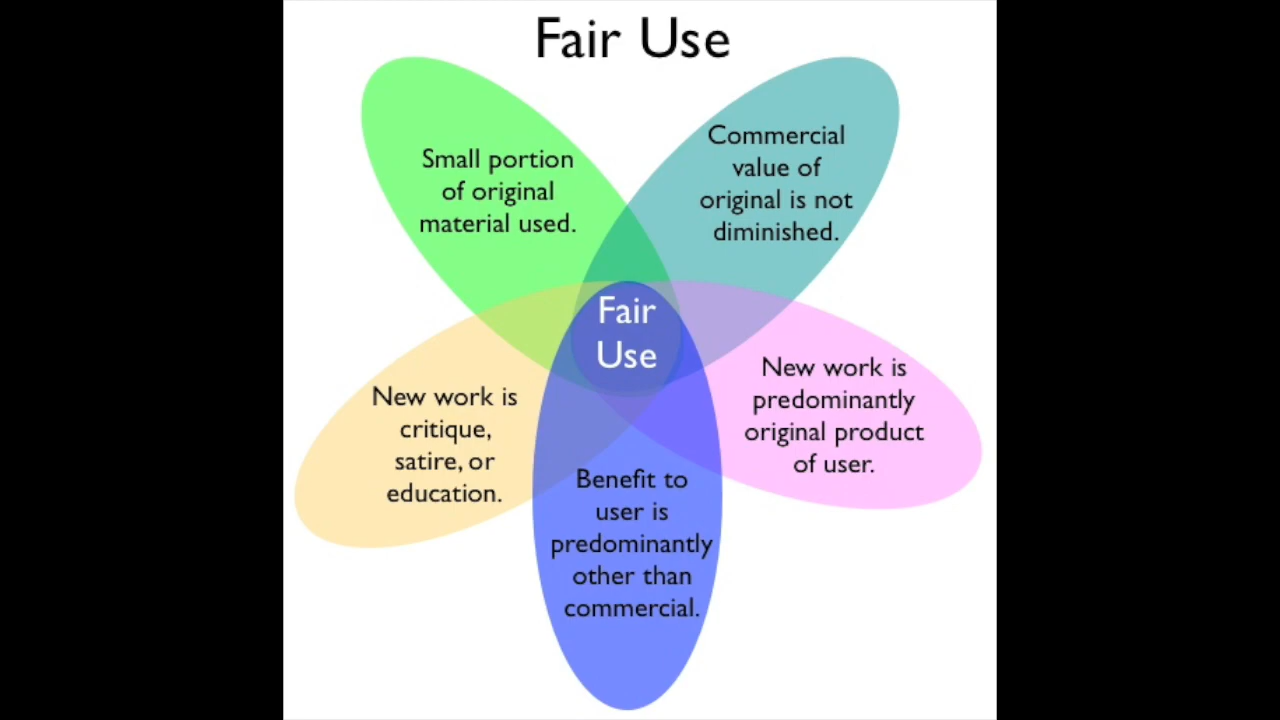 Fair Use
Small portion
of original
material used.
Commercial
value of
original is not
diminished.
Fair
Use
New work is
critique,
satire, or
education.
New work is
predominantly
original product
of user.
Benefit to
user is
predominantly
other than
commercial.